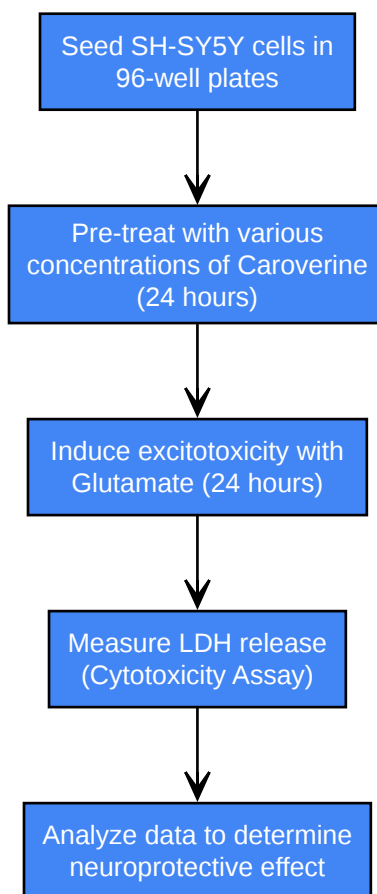 Seed SH-SY5Y cells in
96-well plates
Pre-treat with various
concentrations of Caroverine
(24 hours)
Induce excitotoxicity with
Glutamate (24 hours)
Measure LDH release
(Cytotoxicity Assay)
Analyze data to determine
neuroprotective effect